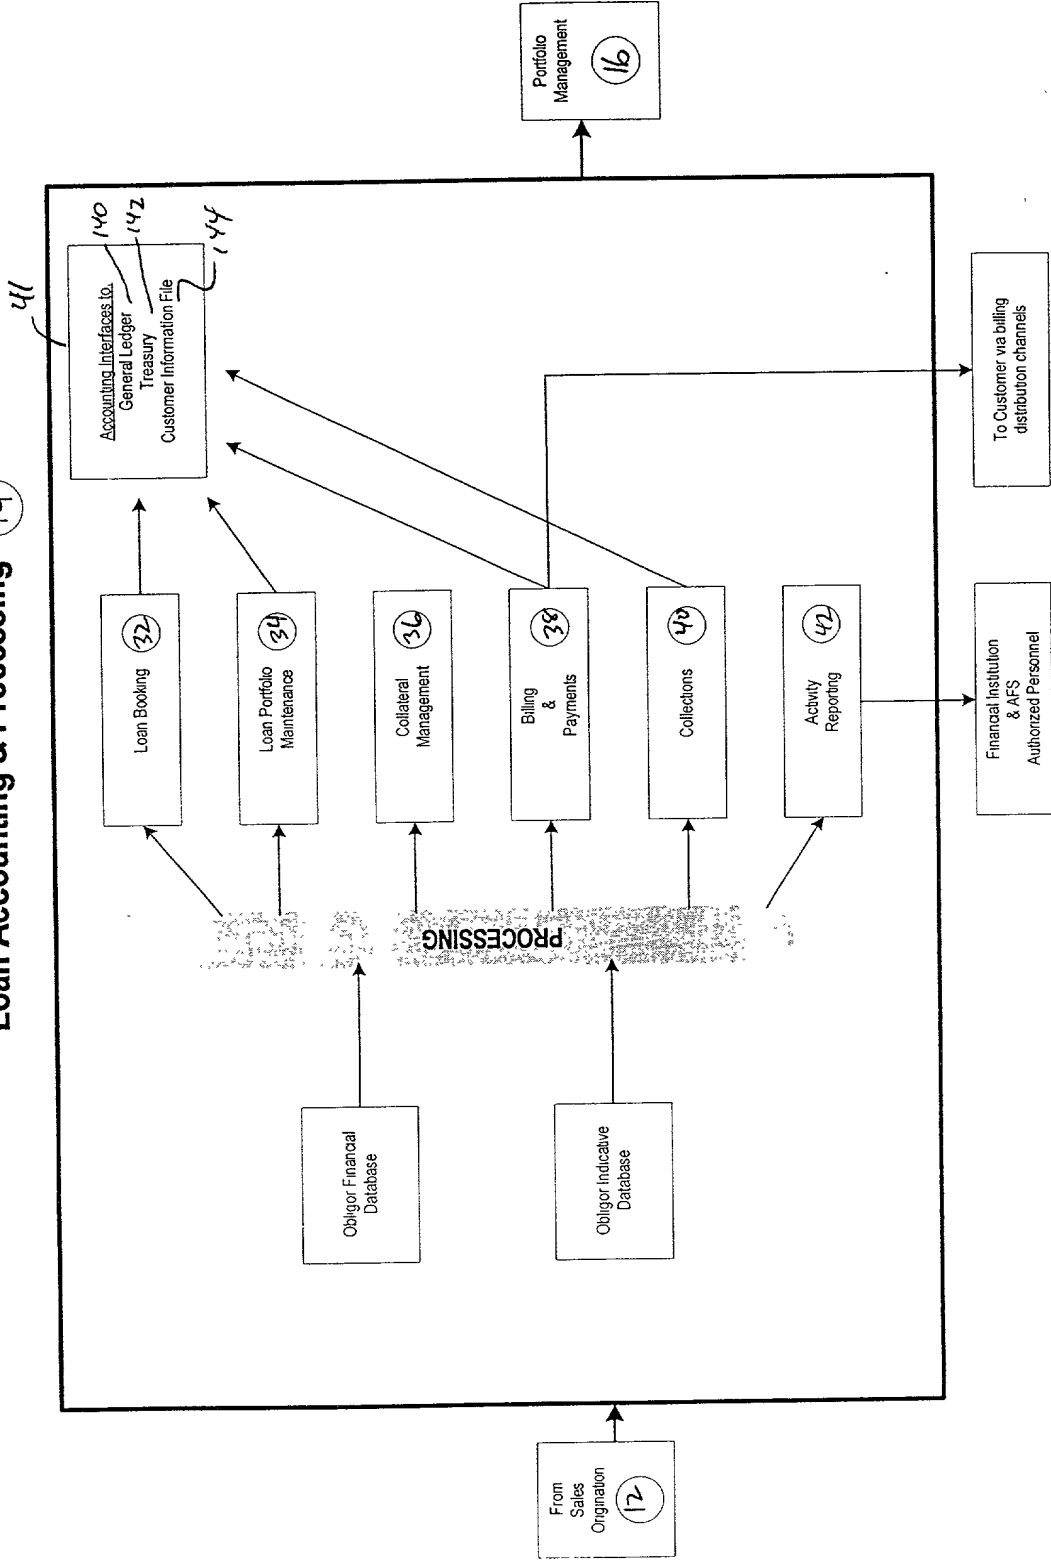 Loan Accounting & Processing
41
Accounting Interfaces to.
General Ledger
Treasury
Customer Information File
140
142
144
Loan Booking
32
Loan Portfolio
Maintenance
34
Collateral
Management
36
Billing
&
Payments
38
Collections
40
Activity
Reporting
42
PROCESSING
Obligor Financial
Database
Obligor Indicative
Database
From
Sales
Origination
12
Portfolio
Management
16
To Customer via billing
distribution channels
Financial Institution
& AFS
Authorized Personnel